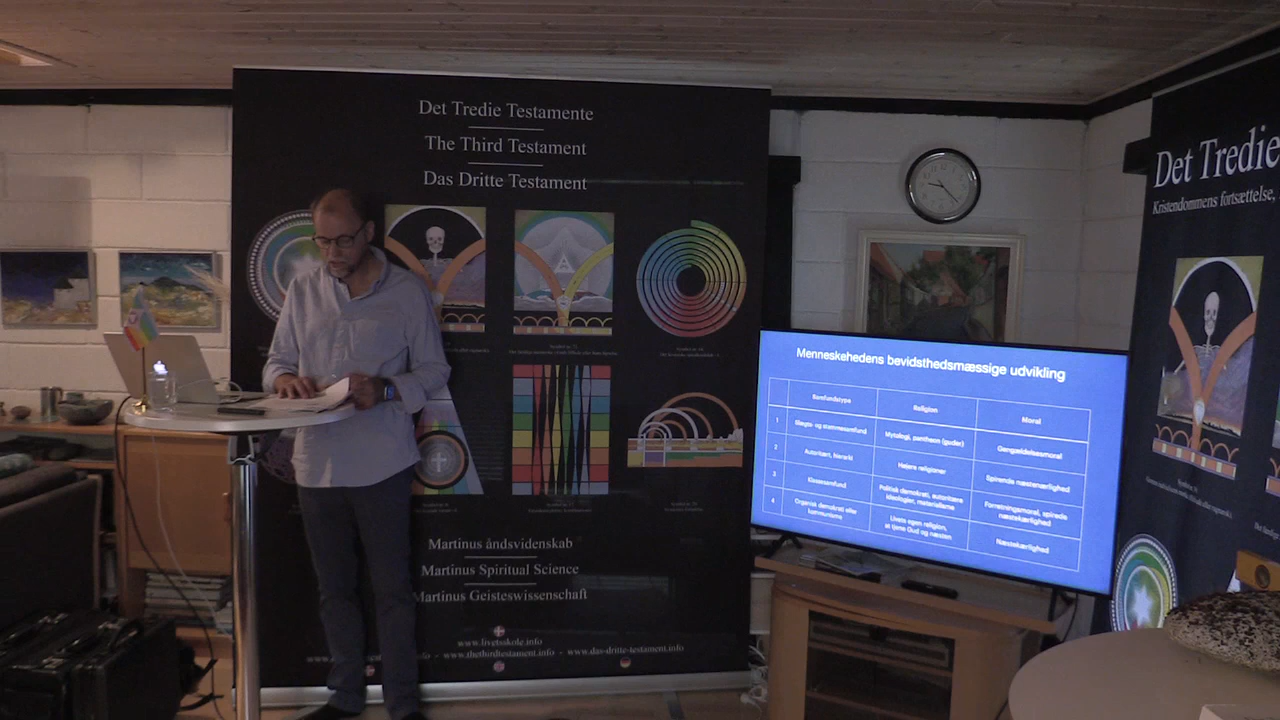 Det Tredie Testamente
The Third Testament
Das Dritte Testament
Martinus åndsvidenskab
Martinus Spiritual Science
Martinus Geisteswissenschaft
www.livetsskole.info
www.thethirdtestament.info - www.das-dritte-testament.info
Menneskehedens bevidsthedsmæssige udvikling
Samfundstype Religion Moral
1 Slægts- og stammesamfund Mytologi, pantheon (guder) Gengældelsesmoral
2 Autoritært, hierarki Højere religioner Spirende næstekærlighed
3 Klassesamfund Politisk demokrati, autoritære ideologier, materialisme Forretningsmoral, spirede næstekærlighed
4 Organisk demokrati eller kommunisme Livets egen religion, at tjene Gud og næsten Næstekærlighed
Det Tredie
Kristendommens fortsættelse,